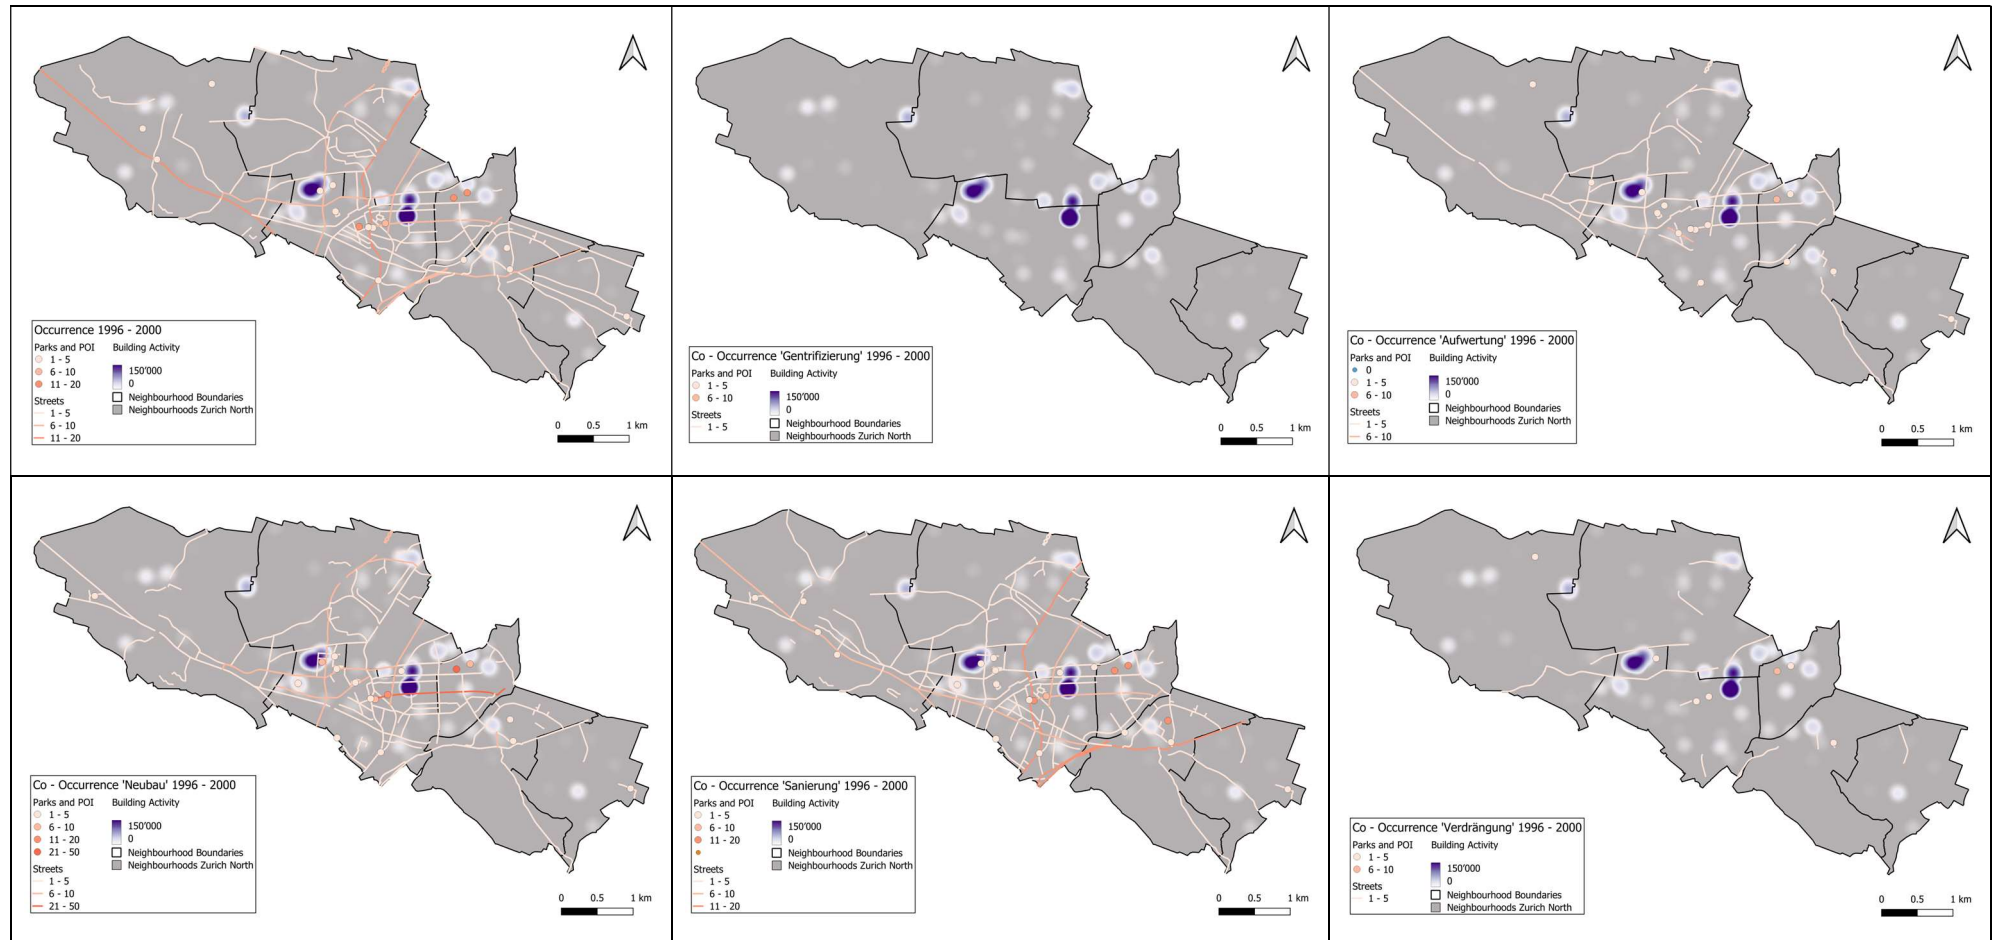 Occurrence 1996 - 2000
Parks and POI
1 - 5
6 - 10
11 - 20
Streets
1 - 5
6 - 10
11 - 20
Building Activity
150'000
0
Neighbourhood Boundaries
Neighbourhoods Zurich North
0 0.5 1 km
Co - Occurrence 'Gentrifizierung' 1996 - 2000
Parks and POI
1 - 5
6 - 10
Streets
1 - 5
Building Activity
150'000
0
Neighbourhood Boundaries
Neighbourhoods Zurich North
0 0.5 1 km
Co - Occurrence 'Aufwertung' 1996 - 2000
Parks and POI
0
1 - 5
6 - 10
Streets
1 - 5
6 - 10
Building Activity
150'000
0
Neighbourhood Boundaries
Neighbourhoods Zurich North
0 0.5 1 km
Co - Occurrence 'Neubau' 1996 - 2000
Parks and POI
1 - 5
6 - 10
11 - 20
21 - 50
Streets
1 - 5
6 - 10
21 - 50
Building Activity
150'000
0
Neighbourhood Boundaries
Neighbourhoods Zurich North
0 0.5 1 km
Co - Occurrence 'Sanierung' 1996 - 2000
Parks and POI
1 - 5
6 - 10
11 - 20
Streets
1 - 5
6 - 10
11 - 20
Building Activity
150'000
0
Neighbourhood Boundaries
Neighbourhoods Zurich North
0 0.5 1 km
Co - Occurrence 'Verdrängung' 1996 - 2000
Parks and POI
1 - 5
6 - 10
Streets
1 - 5
Building Activity
150'000
0
Neighbourhood Boundaries
Neighbourhoods Zurich North
0 0.5 1 km